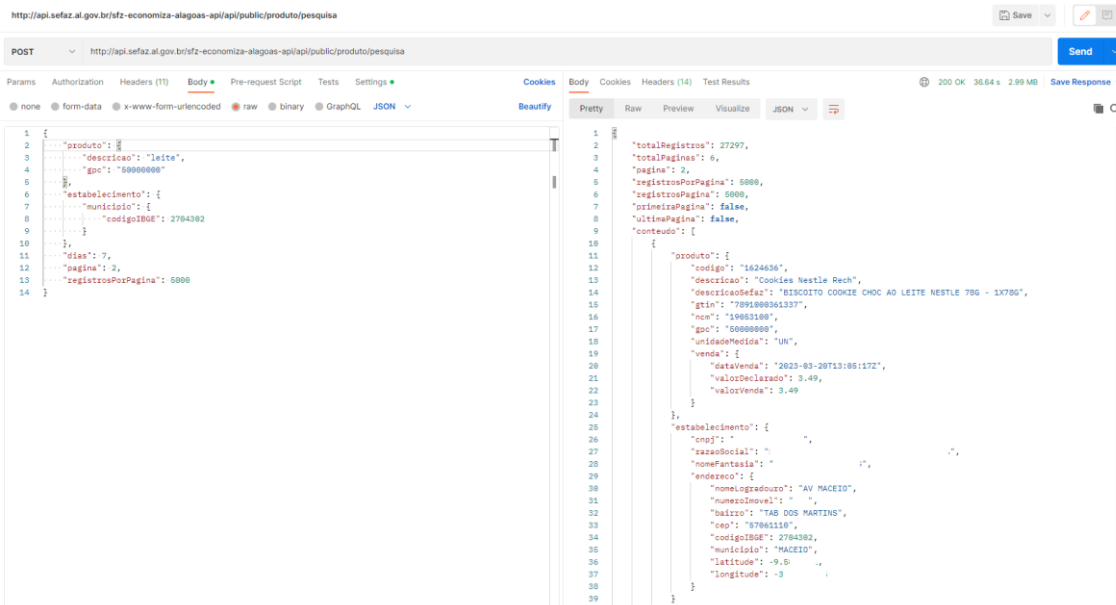 http://api.sefaz.al.gov.br/sfz-economiza-alagoas-api/api/public/produto/pesquisa
Save
POST http://api.sefaz.al.gov.br/sfz-economiza-alagoas-api/api/public/produto/pesquisa Send
Params Authorization Headers (11) Body Pre-request Script Tests Settings Cookies
none form-data x-www-form-urlencoded raw binary GraphQL JSON Beautify
1 {
2 "produto": {
3 "descricao": "leite",
4 "gpc": "50000000"
5 },
6 "estabelecimento": {
7 "municipio": {
8 "codigoIBGE": 2704302
9 }
10 },
11 "dias": 7,
12 "pagina": 2,
13 "registrosPorPagina": 5000
14 }
Body Cookies Headers (14) Test Results 200 OK 36.64 s 2.99 MB Save Response
Pretty Raw Preview Visualize JSON
1 {
2 "totalRegistros": 27297,
3 "totalPaginas": 6,
4 "pagina": 2,
5 "registrosPorPagina": 5000,
6 "registrosPagina": 5000,
7 "primeiraPagina": false,
8 "ultimaPagina": false,
9 "conteudo": [
10 {
11 "produto": {
12 "codigo": "1624636",
13 "descricao": "Cookies Nestle Rech",
14 "descricaoSefaz": "BISCOITO COOKIE CHOC AO LEITE NESTLE 78G - 1X78G",
15 "gtin": "7891000361337",
16 "ncm": "19053100",
17 "gpc": "50000000",
18 "unidadeMedida": "UN",
19 "venda": {
20 "dataVenda": "2023-03-20T13:05:17Z",
21 "valorDeclarado": 3.49,
22 "valorVenda": 3.49
23 }
24 },
25 "estabelecimento": {
26 "cnpj": " ",
27 "razaoSocial": " ",
28 "nomeFantasia": " ",
29 "endereco": {
30 "nomeLogradouro": "AV MACEIO",
31 "numeroImovel": " ",
32 "bairro": "TAB DOS MARTINS",
33 "cep": "57061110",
34 "codigoIBGE": 2704302,
35 "municipio": "MACEIO",
36 "latitude": -9.5
37 "longitude": -3
38 }
39 }